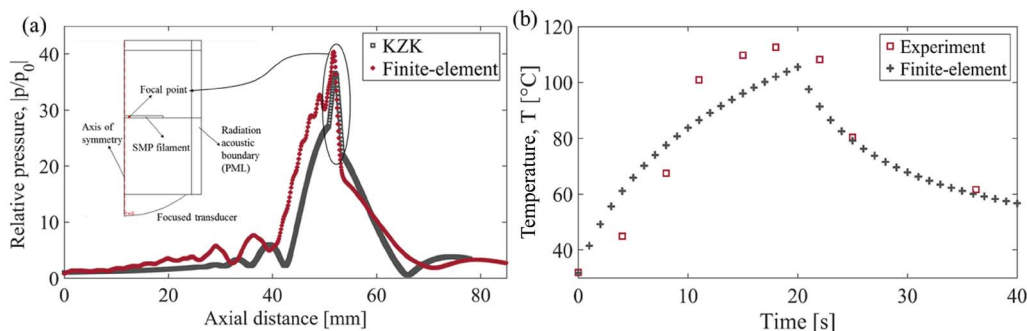 (a)
Relative pressure, |p/p₀|
40
30
20
10
0
0
20
40
60
80
Axial distance [mm]
KZK
Finite-element
Focal point
Axis of
symmetry
SMP filament
Radiation
acoustic
boundary
(PML)
Focused transducer
(b)
Temperature, T [°C]
120
100
80
60
40
0
10
20
30
40
Time [s]
Experiment
Finite-element